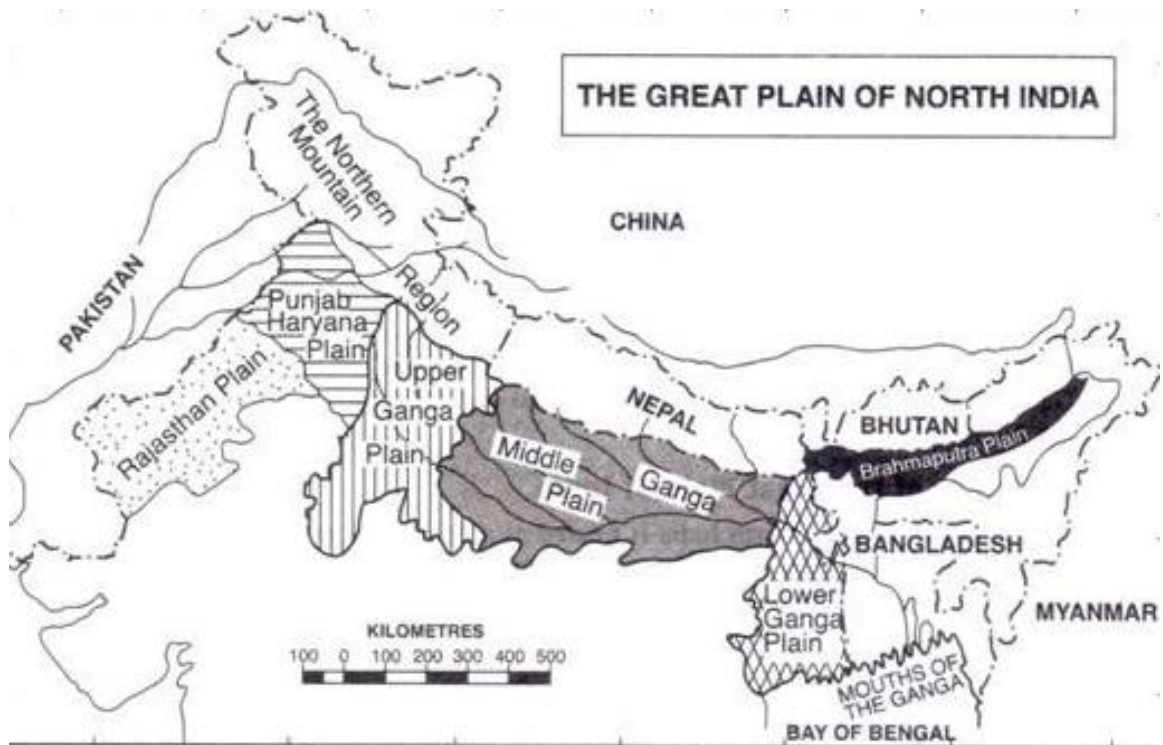 THE GREAT PLAIN OF NORTH INDIA
The Northern
Mountain
Region
CHINA
PAKISTAN
Punjab
Haryana
Plain
Rajasthan Plain
Upper
Ganga
Plain
NEPAL
Middle
Ganga
Plain
BHUTAN
Brahmaputra Plain
BANGLADESH
Lower
Ganga
Plain
MYANMAR
KILOMETRES
100 0 100 200 300 400 500
MOUTHS OF
THE GANGA
BAY OF BENGAL